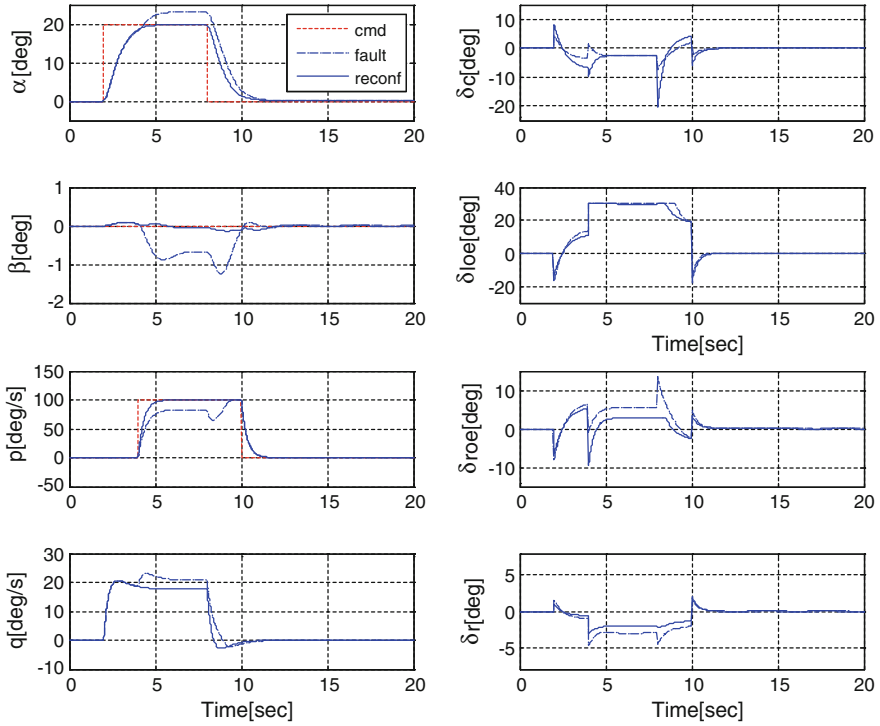 α[deg]
20
10
0
0 5 10 15 20
cmd
fault
reconf
δc[deg]
10
0
-10
-20
0 5 10 15 20
β[deg]
1
0
-1
-2
0 5 10 15 20
δloe[deg]
40
20
0
-20
0 5 10 15 20
Time[sec]
p[deg/s]
150
100
50
0
-50
0 5 10 15 20
δroe[deg]
10
0
-10
0 5 10 15 20
q[deg/s]
30
20
10
0
-10
0 5 10 15 20
Time[sec]
δr[deg]
5
0
-5
0 5 10 15 20
Time[sec]